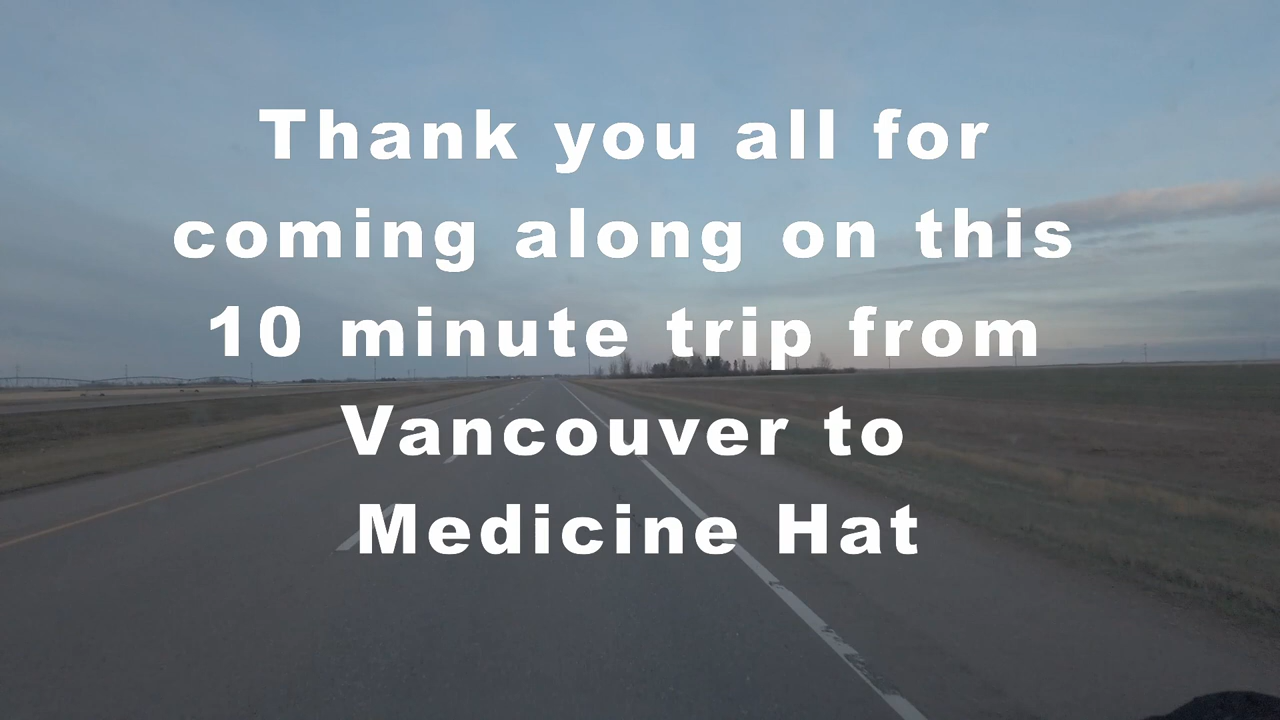 Thank you all for
coming along on this
10 minute trip from
Vancouver to
Medicine Hat